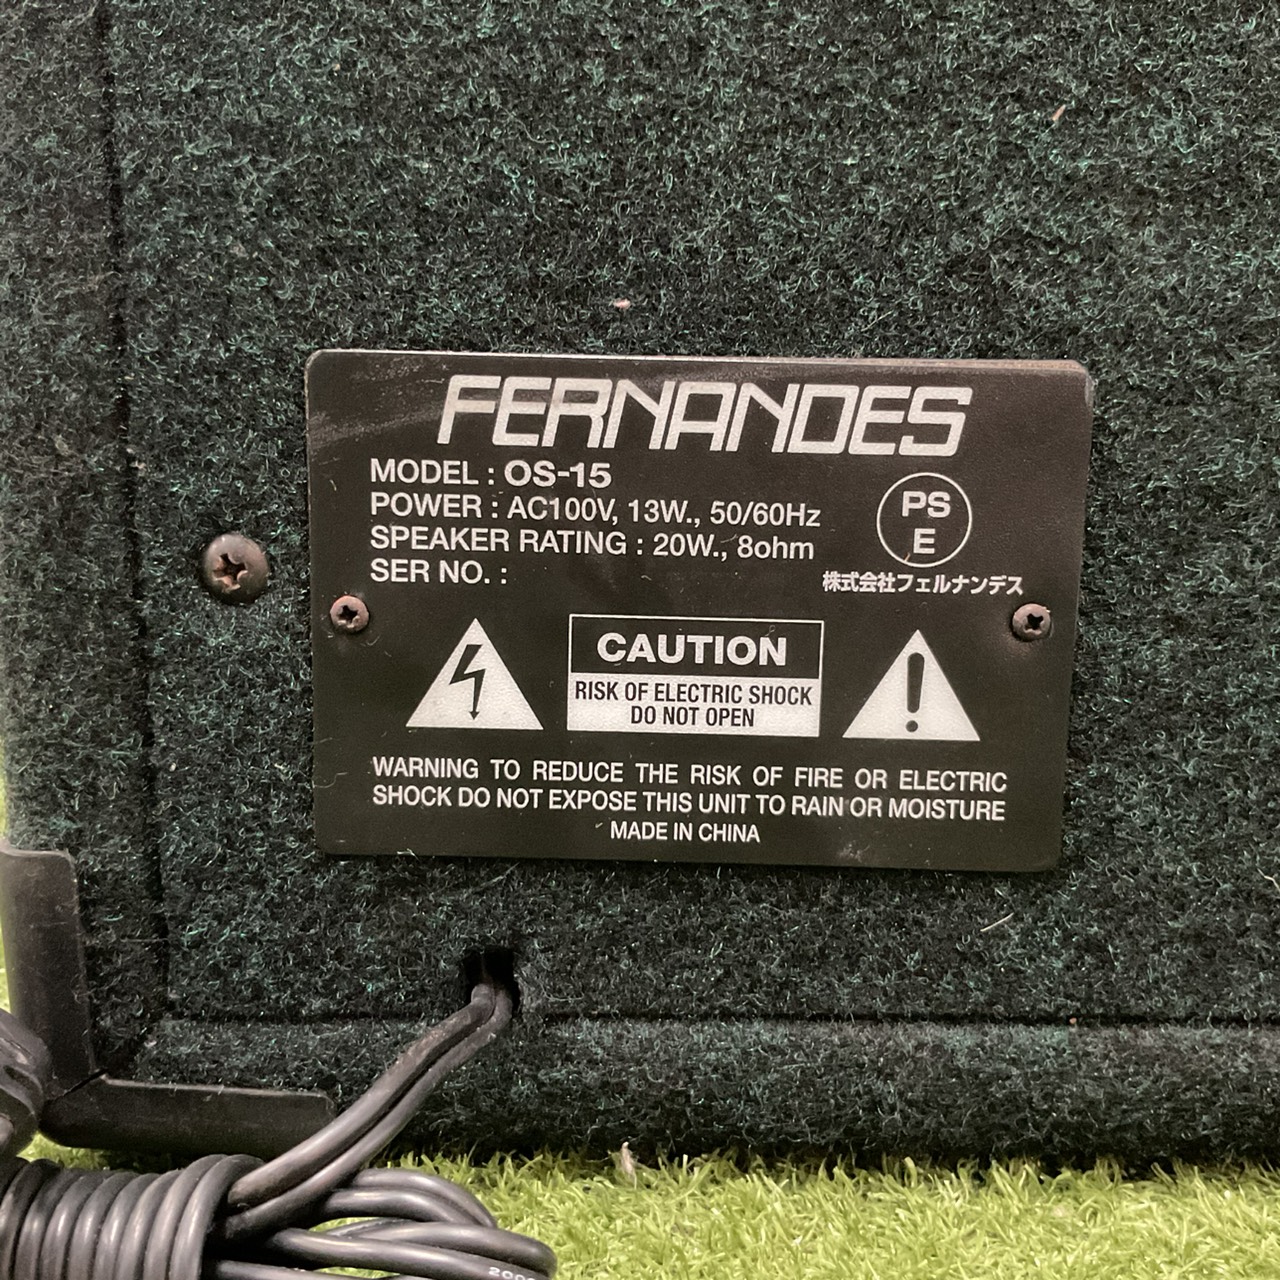 FERNANDES
MODEL : OS-15
POWER : AC100V, 13W., 50/60Hz
SPEAKER RATING : 20W., 8ohm
SER NO. :
PS
E
株式会社フェルナンデス
CAUTION
RISK OF ELECTRIC SHOCK
DO NOT OPEN
WARNING TO REDUCE THE RISK OF FIRE OR ELECTRIC
SHOCK DO NOT EXPOSE THIS UNIT TO RAIN OR MOISTURE
MADE IN CHINA